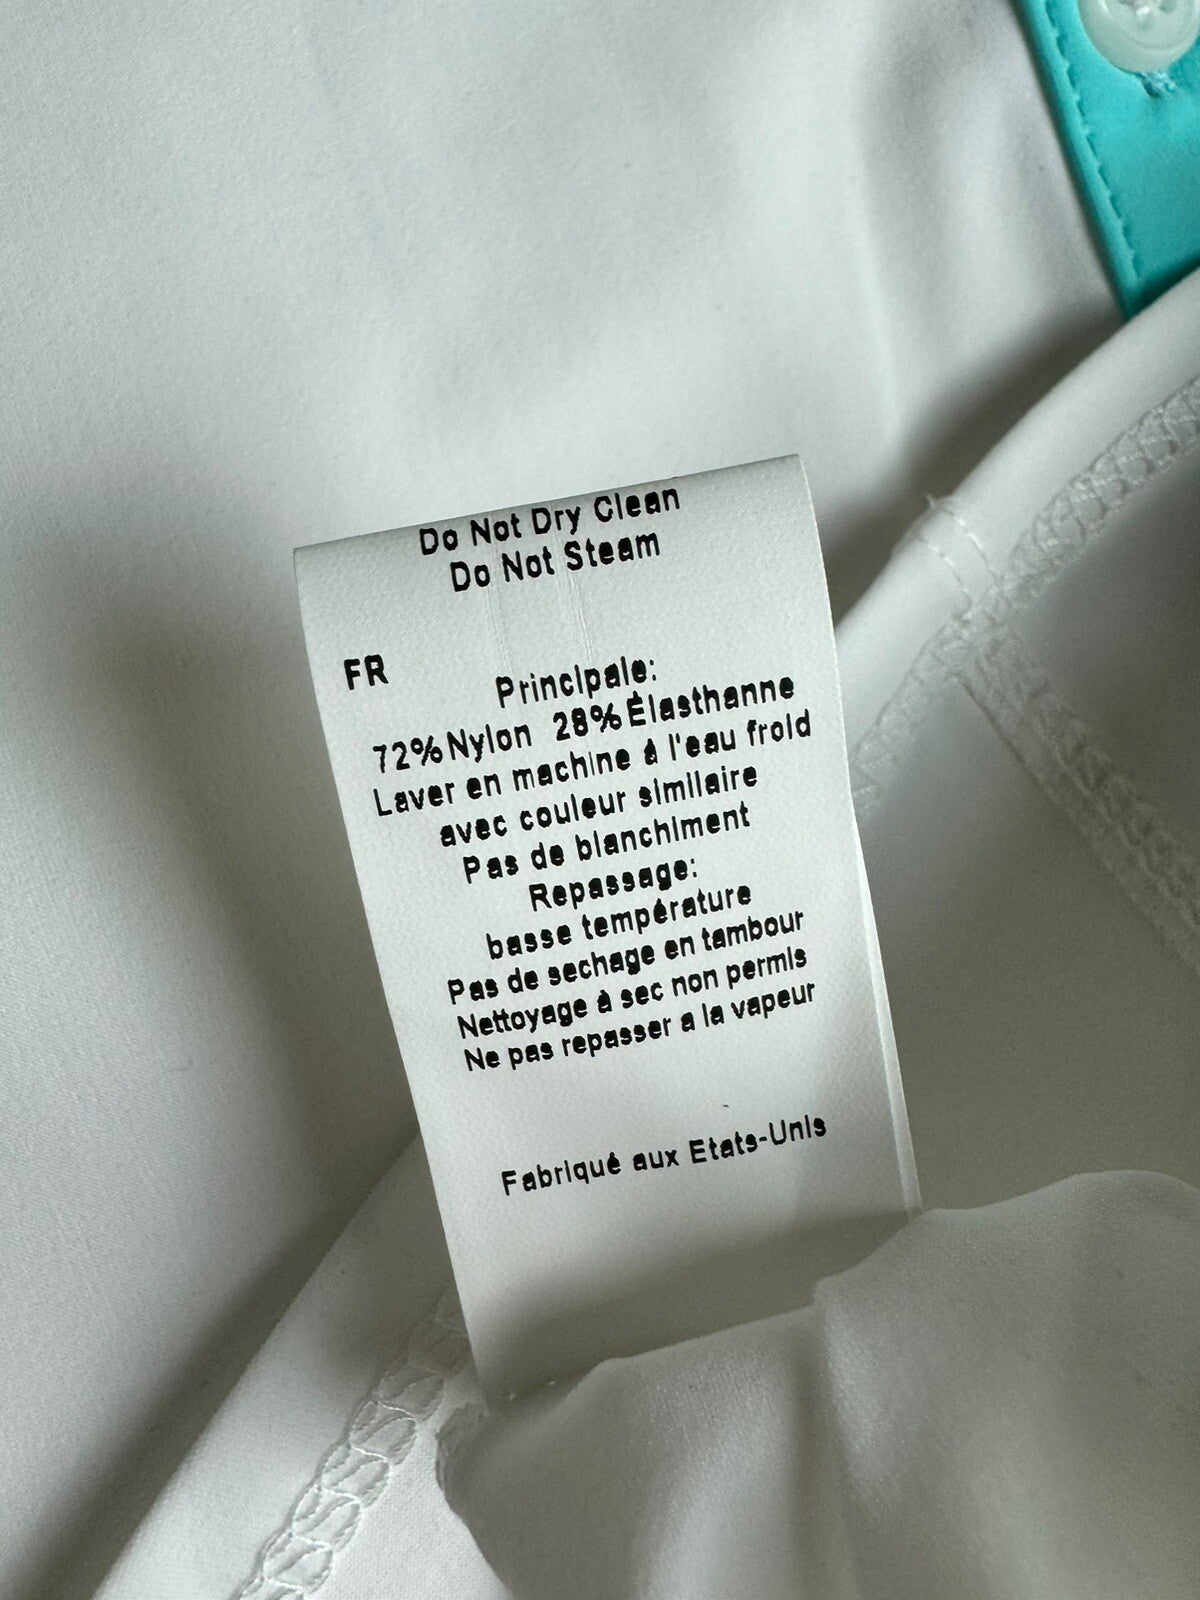 Do Not Dry Clean
Do Not Steam
FR
Principale:
72% Nylon 28% Élasthanne
Laver en machine à l'eau froid
avec couleur similaire
Pas de blanchiment
Repassage:
basse température
Pas de sechage en tambour
Nettoyage à sec non permis
Ne pas repasser a la vapeur
Fabriqué aux Etats-Unis